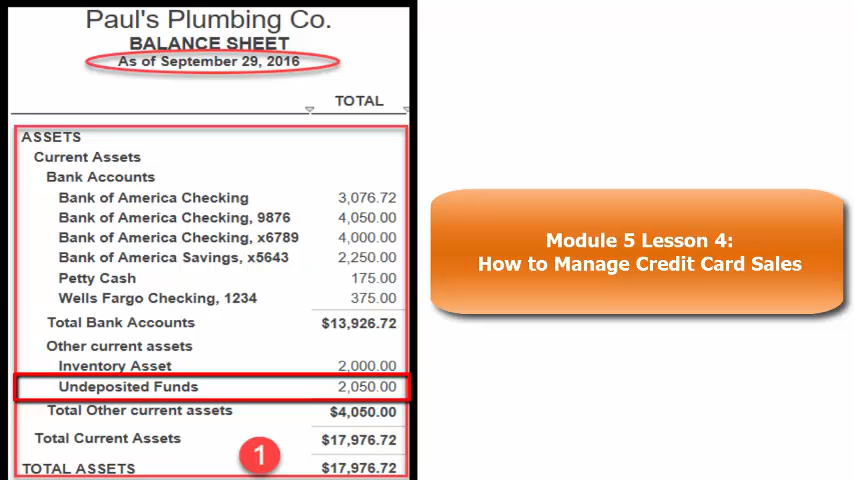 Paul's Plumbing Co.
BALANCE SHEET
As of September 29, 2016
TOTAL
ASSETS
Current Assets
Bank Accounts
Bank of America Checking 3,076.72
Bank of America Checking, 9876 4,050.00
Bank of America Checking, x6789 4,000.00
Bank of America Savings, x5643 2,250.00
Petty Cash 175.00
Wells Fargo Checking, 1234 375.00
Total Bank Accounts $13,926.72
Other current assets
Inventory Asset 2,000.00
Undeposited Funds 2,050.00
Total Other current assets $4,050.00
Total Current Assets $17,976.72
TOTAL ASSETS $17,976.72
1
Module 5 Lesson 4:
How to Manage Credit Card Sales